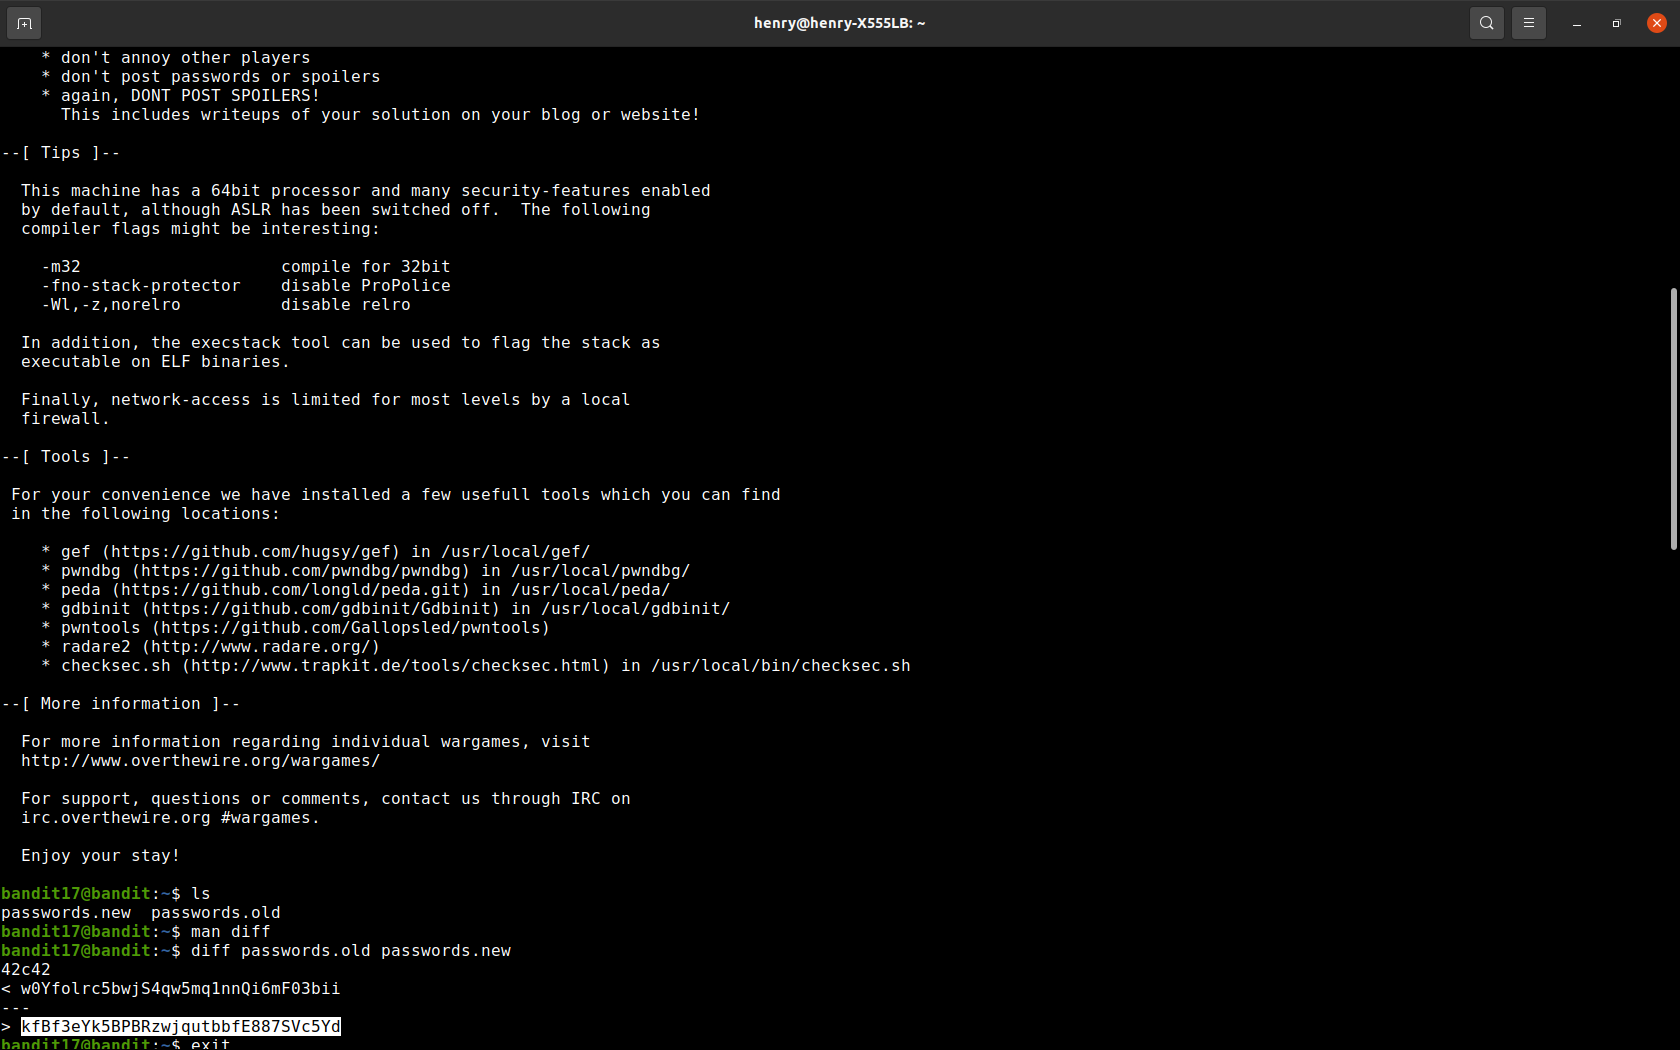 henry@henry-X555LB: ~
* don't annoy other players
* don't post passwords or spoilers
* again, DONT POST SPOILERS!
This includes writeups of your solution on your blog or website!
--[ Tips ]--
This machine has a 64bit processor and many security-features enabled
by default, although ASLR has been switched off.  The following
compiler flags might be interesting:
-m32                    compile for 32bit
-fno-stack-protector    disable ProPolice
-Wl,-z,norelro          disable relro
In addition, the execstack tool can be used to flag the stack as
executable on ELF binaries.
Finally, network-access is limited for most levels by a local
firewall.
--[ Tools ]--
For your convenience we have installed a few usefull tools which you can find
in the following locations:
* gef (https://github.com/hugsy/gef) in /usr/local/gef/
* pwndbg (https://github.com/pwndbg/pwndbg) in /usr/local/pwndbg/
* peda (https://github.com/longld/peda.git) in /usr/local/peda/
* gdbinit (https://github.com/gdbinit/Gdbinit) in /usr/local/gdbinit/
* pwntools (https://github.com/Gallopsled/pwntools)
* radare2 (http://www.radare.org/)
* checksec.sh (http://www.trapkit.de/tools/checksec.html) in /usr/local/bin/checksec.sh
--[ More information ]--
For more information regarding individual wargames, visit
http://www.overthewire.org/wargames/
For support, questions or comments, contact us through IRC on
irc.overthewire.org #wargames.
Enjoy your stay!
bandit17@bandit:~$ ls
passwords.new  passwords.old
bandit17@bandit:~$ man diff
bandit17@bandit:~$ diff passwords.old passwords.new
42c42
< w0Yfolrc5bwjS4qw5mq1nnQi6mF03bii
---
> kfBf3eYk5BPBRzwjqutbbfE887SVc5Yd
bandit17@bandit:~$ exit